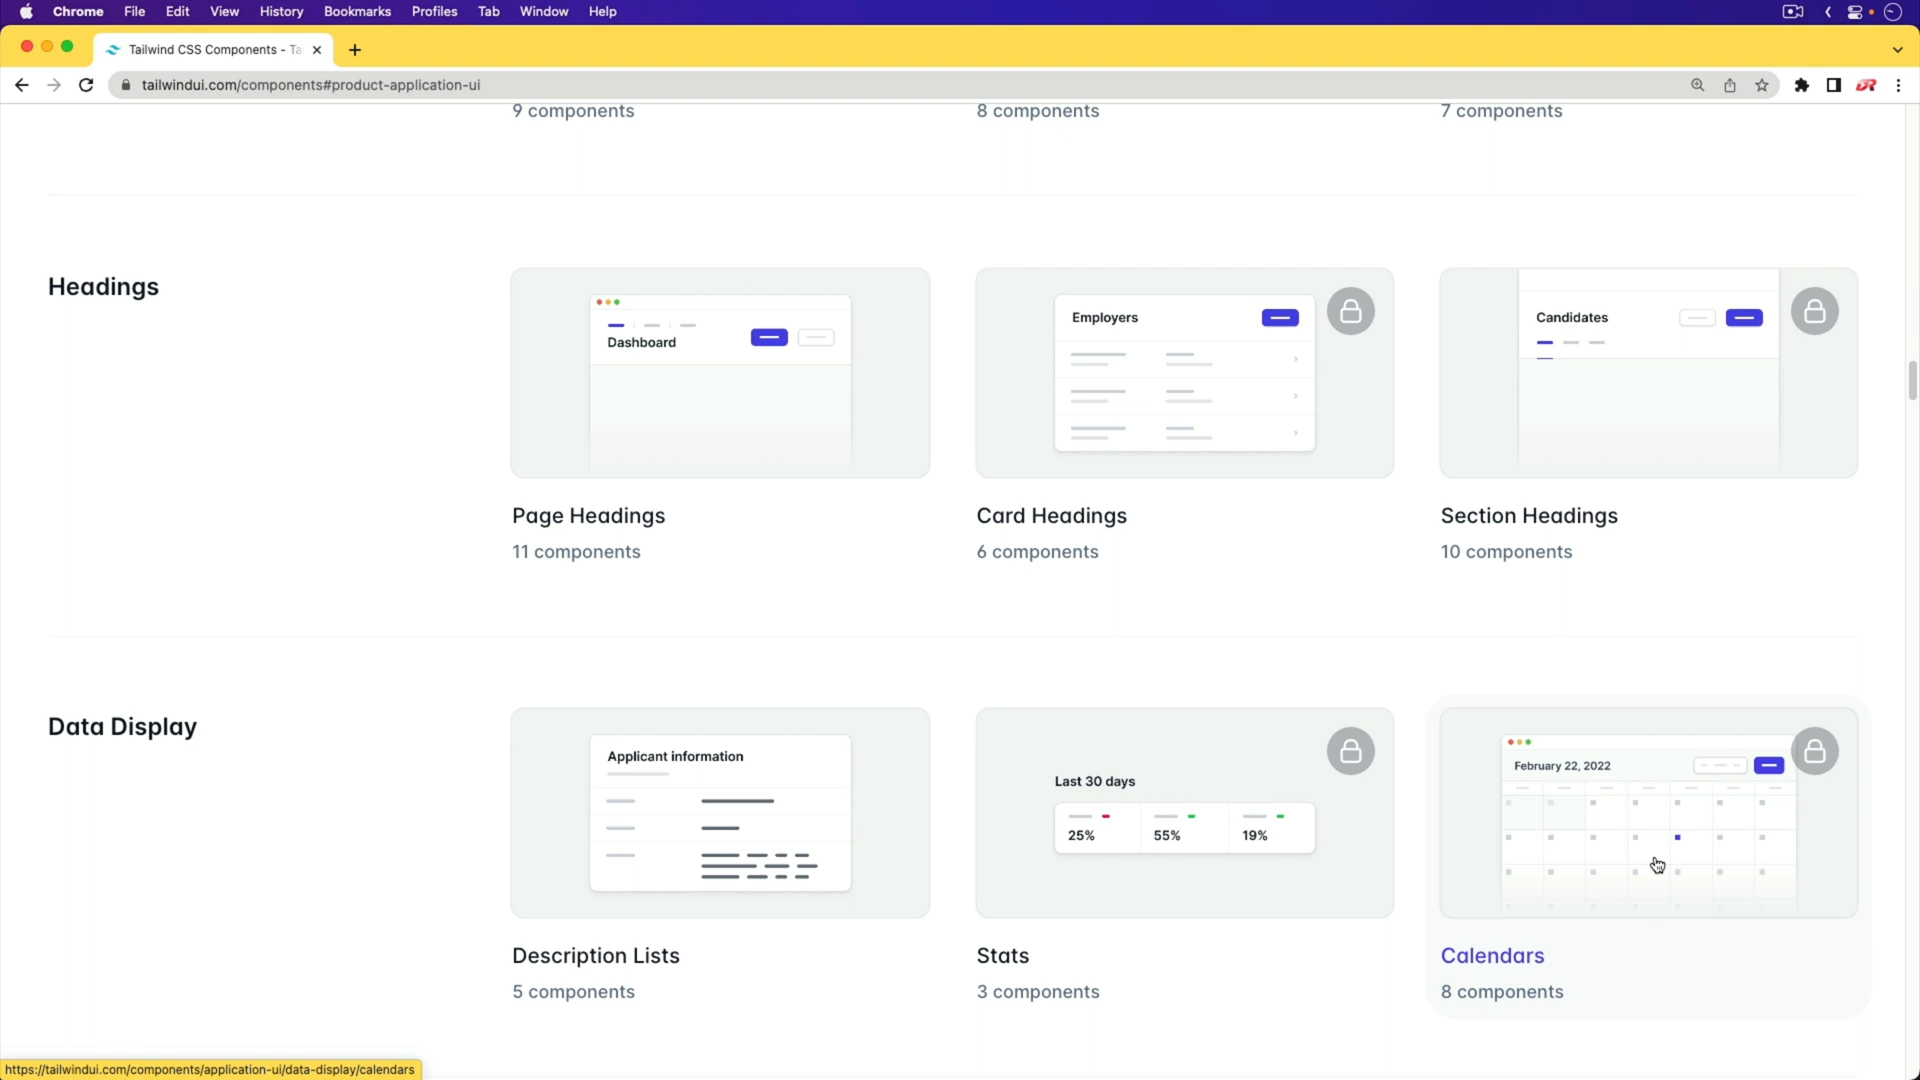 Chrome File Edit View History Bookmarks Profiles Tab Window Help
Tailwind CSS Components - Ta
tailwindui.com/components#product-application-ui
9 components 8 components 7 components
Headings
Dashboard
Employers
Candidates
Page Headings Card Headings Section Headings
11 components 6 components 10 components
Data Display
Applicant information
Last 30 days
25% 55% 19%
February 22, 2022
Description Lists Stats Calendars
5 components 3 components 8 components
https://tailwindui.com/components/application-ui/data-display/calendars